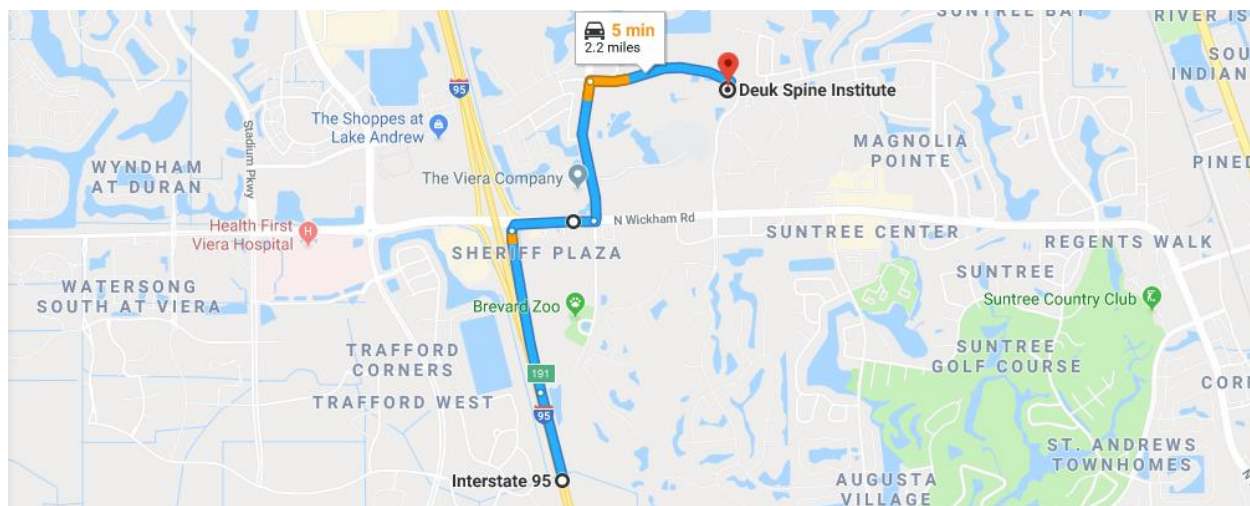 SUNTREE BAY
RIVER IS
5 min
2.2 miles
SOU
INDIAN
95
Deuk Spine Institute
The Shoppes at
Lake Andrew
Stadium Pkwy
MAGNOLIA
POINTE
WYNDHAM
AT DURAN
PINED
The Viera Company
N Wickham Rd
Health First
Viera Hospital
H
SHERIFF PLAZA
SUNTREE CENTER
REGENTS WALK
WATERSONG
SOUTH AT VIERA
SUNTREE
Brevard Zoo
Suntree Country Club
TRAFFORD
CORNERS
SUNTREE
GOLF COURSE
191
TRAFFORD WEST
COR
95
ST. ANDREWS
TOWNHOMES
Interstate 95
AUGUSTA
VILLAGE